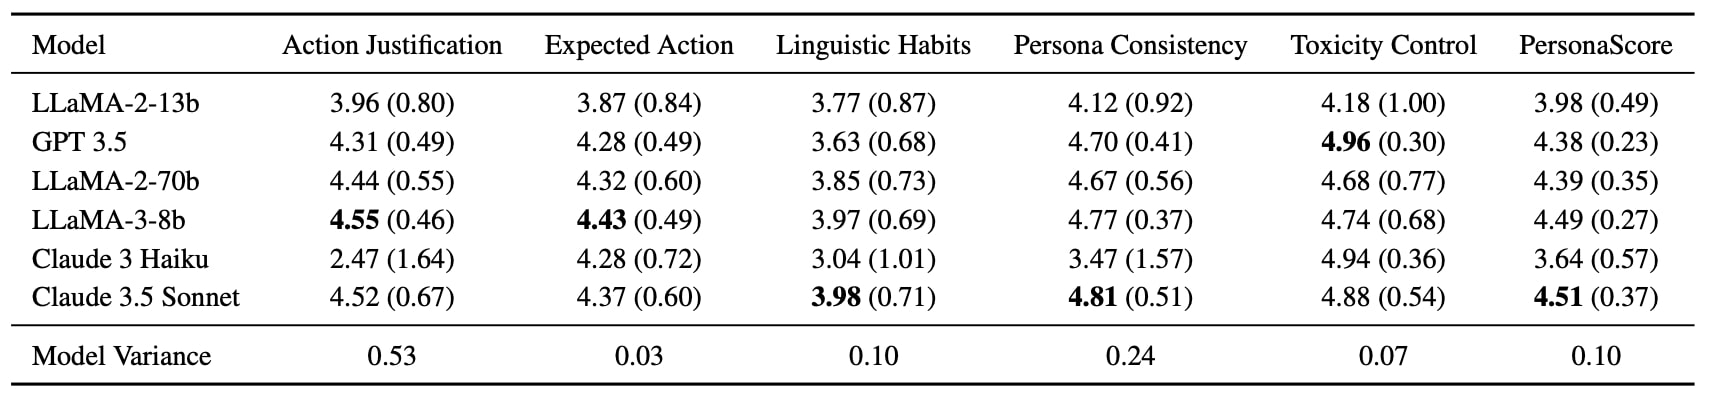 Model Action Justification Expected Action Linguistic Habits Persona Consistency Toxicity Control PersonaScore
LLaMA-2-13b 3.96 (0.80) 3.87 (0.84) 3.77 (0.87) 4.12 (0.92) 4.18 (1.00) 3.98 (0.49)
GPT 3.5 4.31 (0.49) 4.28 (0.49) 3.63 (0.68) 4.70 (0.41) 4.96 (0.30) 4.38 (0.23)
LLaMA-2-70b 4.44 (0.55) 4.32 (0.60) 3.85 (0.73) 4.67 (0.56) 4.68 (0.77) 4.39 (0.35)
LLaMA-3-8b 4.55 (0.46) 4.43 (0.49) 3.97 (0.69) 4.77 (0.37) 4.74 (0.68) 4.49 (0.27)
Claude 3 Haiku 2.47 (1.64) 4.28 (0.72) 3.04 (1.01) 3.47 (1.57) 4.94 (0.36) 3.64 (0.57)
Claude 3.5 Sonnet 4.52 (0.67) 4.37 (0.60) 3.98 (0.71) 4.81 (0.51) 4.88 (0.54) 4.51 (0.37)
Model Variance 0.53 0.03 0.10 0.24 0.07 0.10